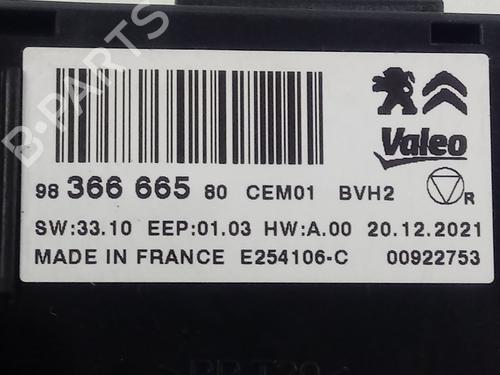 B-PARTS
Valeo
98 366 665 80 CEM01 BVH2
R
SW:33.10 EEP:01.03 HW:A.00 20.12.2021
MADE IN FRANCE E254106-C 00922753